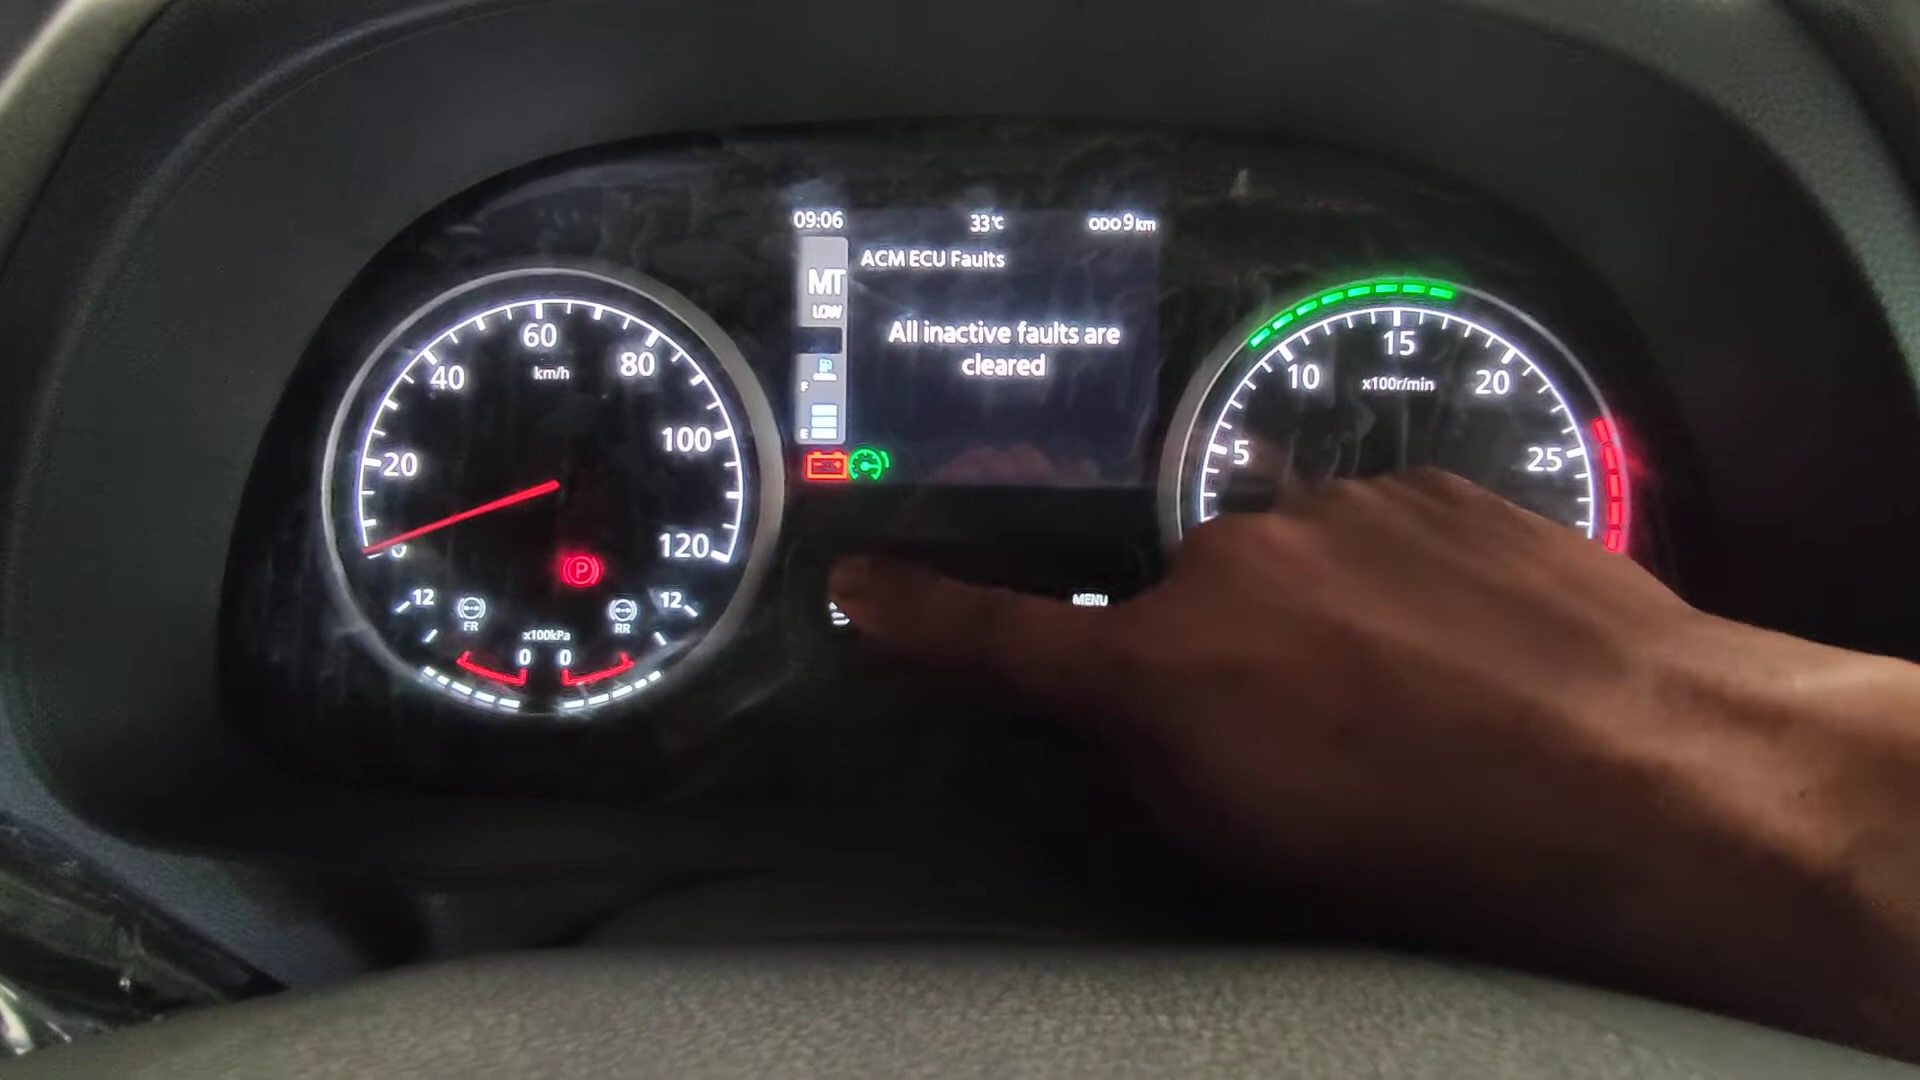 09:06 33°C ODO 9 km
ACM ECU Faults
MT
LOW
All inactive faults are
cleared
F
E
0 20 40 60 80 100 120
km/h
P
12 12
FR RR
x100kPa
0 0
5 10 15 20 25
x100r/min
MENU